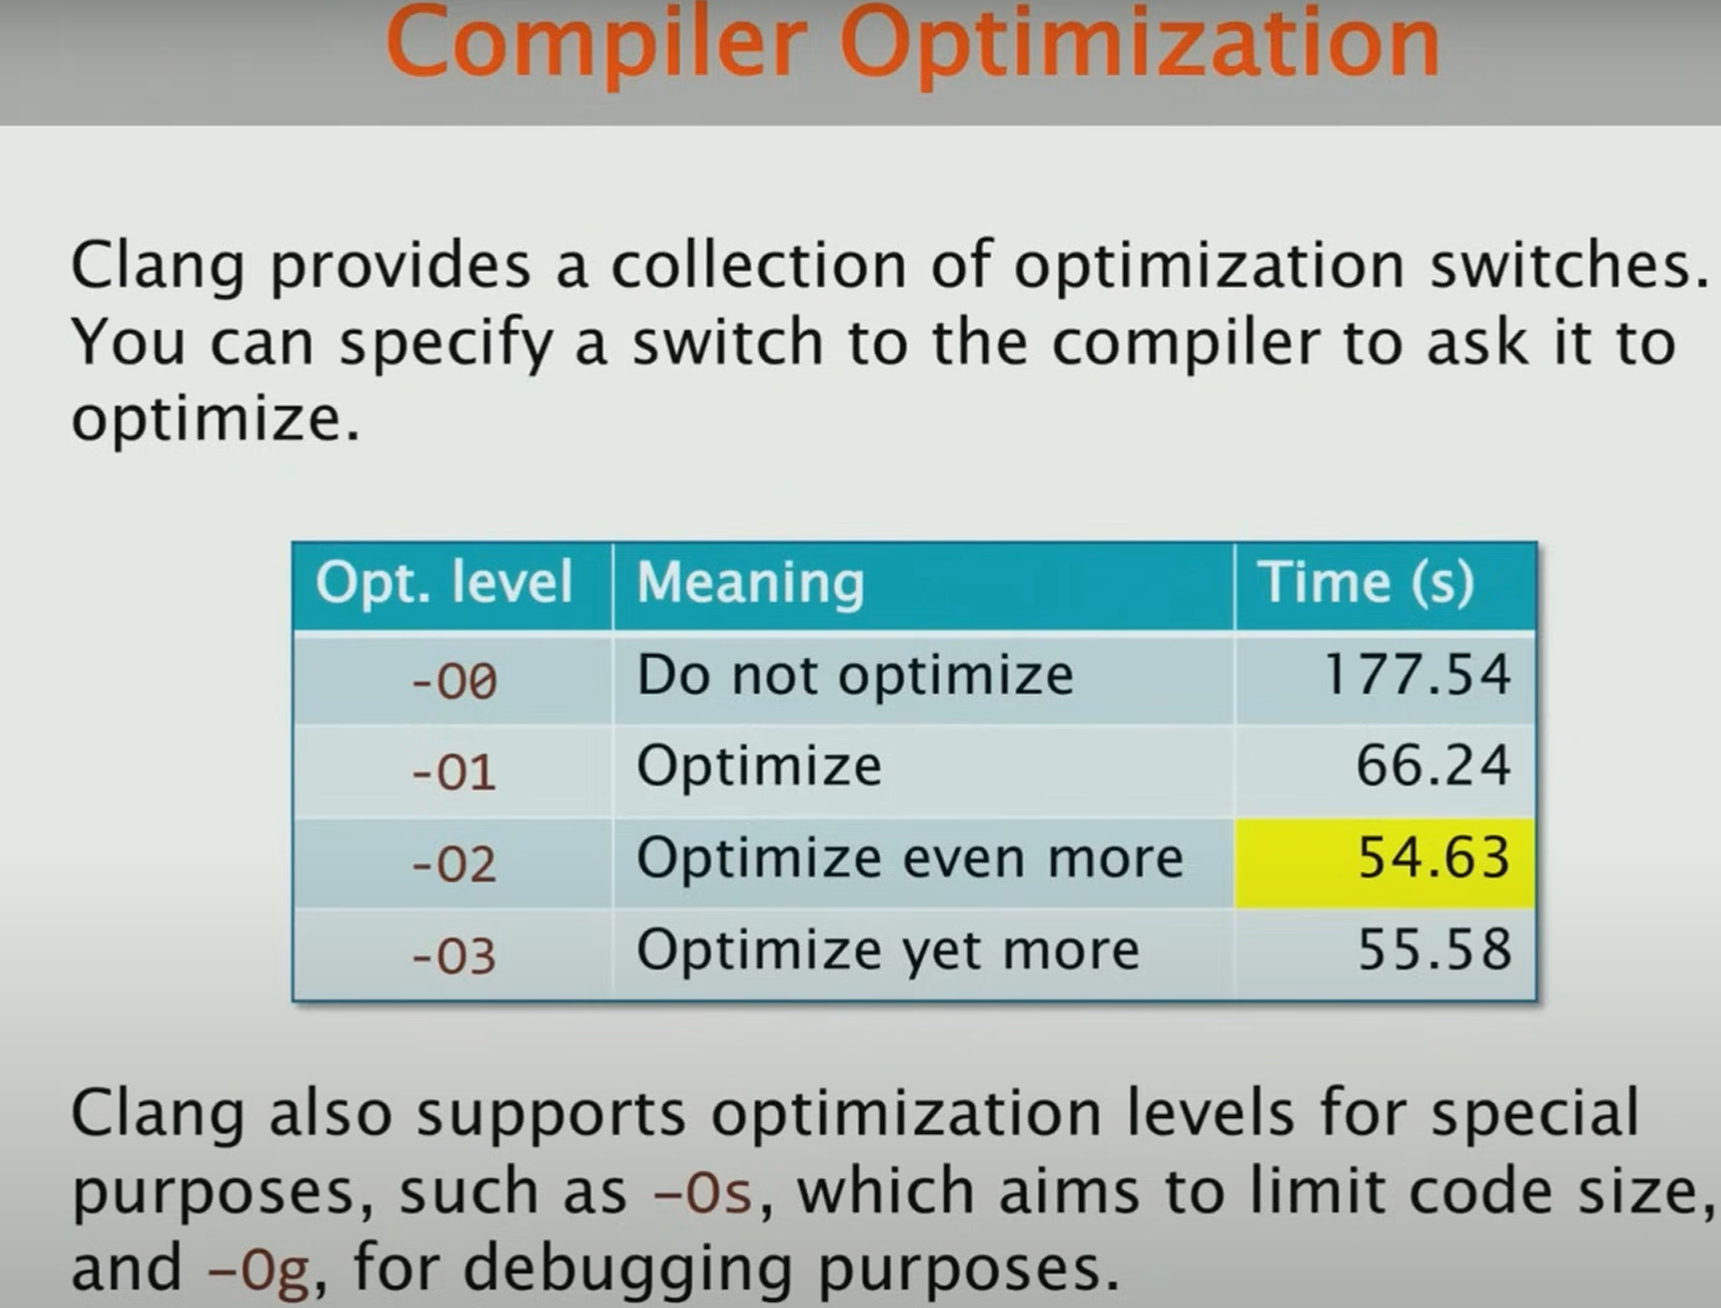 Compiler Optimization
Clang provides a collection of optimization switches.
You can specify a switch to the compiler to ask it to
optimize.
Opt. level Meaning Time (s)
-O0 Do not optimize 177.54
-O1 Optimize 66.24
-O2 Optimize even more 54.63
-O3 Optimize yet more 55.58
Clang also supports optimization levels for special
purposes, such as -Os, which aims to limit code size,
and -Og, for debugging purposes.